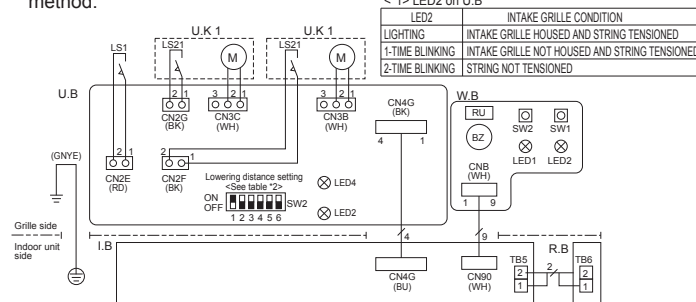 method.
< *1> LED2 on U.B
LED2 INTAKE GRILLE CONDITION
LIGHTING INTAKE GRILLE HOUSED AND STRING TENSIONED
1-TIME BLINKING INTAKE GRILLE NOT HOUSED AND STRING TENSIONED
2-TIME BLINKING STRING NOT TENSIONED
U.K 1 U.K 1
LS1 LS21 M LS21 M
U.B W.B
2 1 3 2 1 3 2 1
CN2G (BK) CN3C (WH) CN3B (WH)
CN4G (BK)
4 1
RU
BZ
SW2 SW1
LED1 LED2
CNB (WH)
1 9
(GNYE)
2 1 2 1
CN2E (RD) CN2F (BK)
Lowering distance setting
<See table *2>
ON
OFF
SW2
1 2 3 4 5 6
LED4
LED2
Grille side
Indoor unit side
I.B 4 9 R.B
CN4G (BU) CN90 (WH)
TB5 2 TB6
2 2
1 1